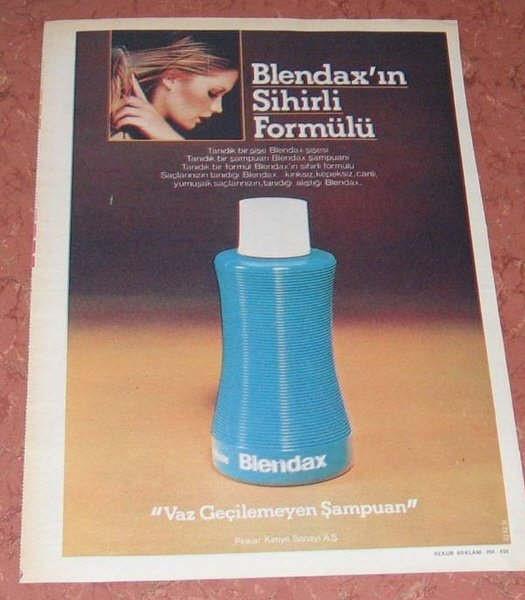 Blendax'ın
Sihirli
Formülü
Tanıdık bir şişe Blendax şişesi
Tanıdık bir şampuan Blendax şampuanı
Tanıdık bir formül Blendax'ın sihirli formülü
Saçlarınızın tanıdığı Blendax kırıksız, kepeksiz, canlı,
yumuşak saçlarınızın, tanıdığı alıştığı Blendax.
Blendax
"Vaz Geçilemeyen Şampuan"
Pekar Kimya Sanayi A.Ş.